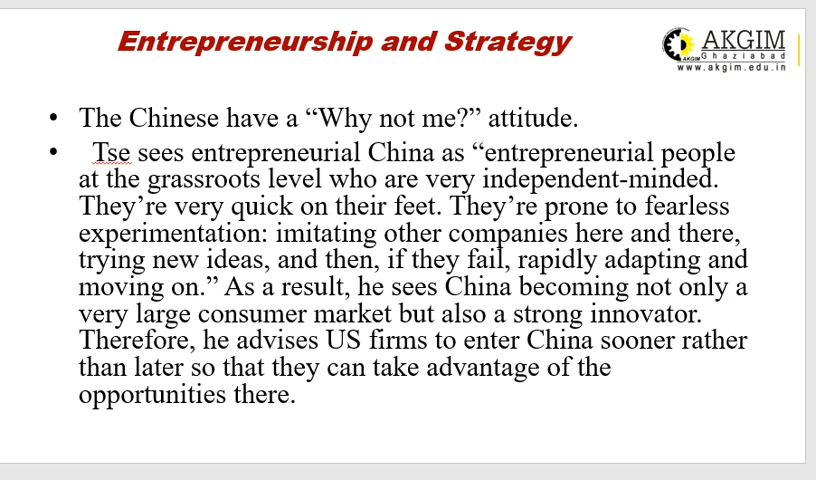 Entrepreneurship and Strategy
AKGIM
AKGIM Ghaziabad
www.akgim.edu.in
• The Chinese have a “Why not me?” attitude.
• Tse sees entrepreneurial China as “entrepreneurial people
at the grassroots level who are very independent-minded.
They’re very quick on their feet. They’re prone to fearless
experimentation: imitating other companies here and there,
trying new ideas, and then, if they fail, rapidly adapting and
moving on.” As a result, he sees China becoming not only a
very large consumer market but also a strong innovator.
Therefore, he advises US firms to enter China sooner rather
than later so that they can take advantage of the
opportunities there.